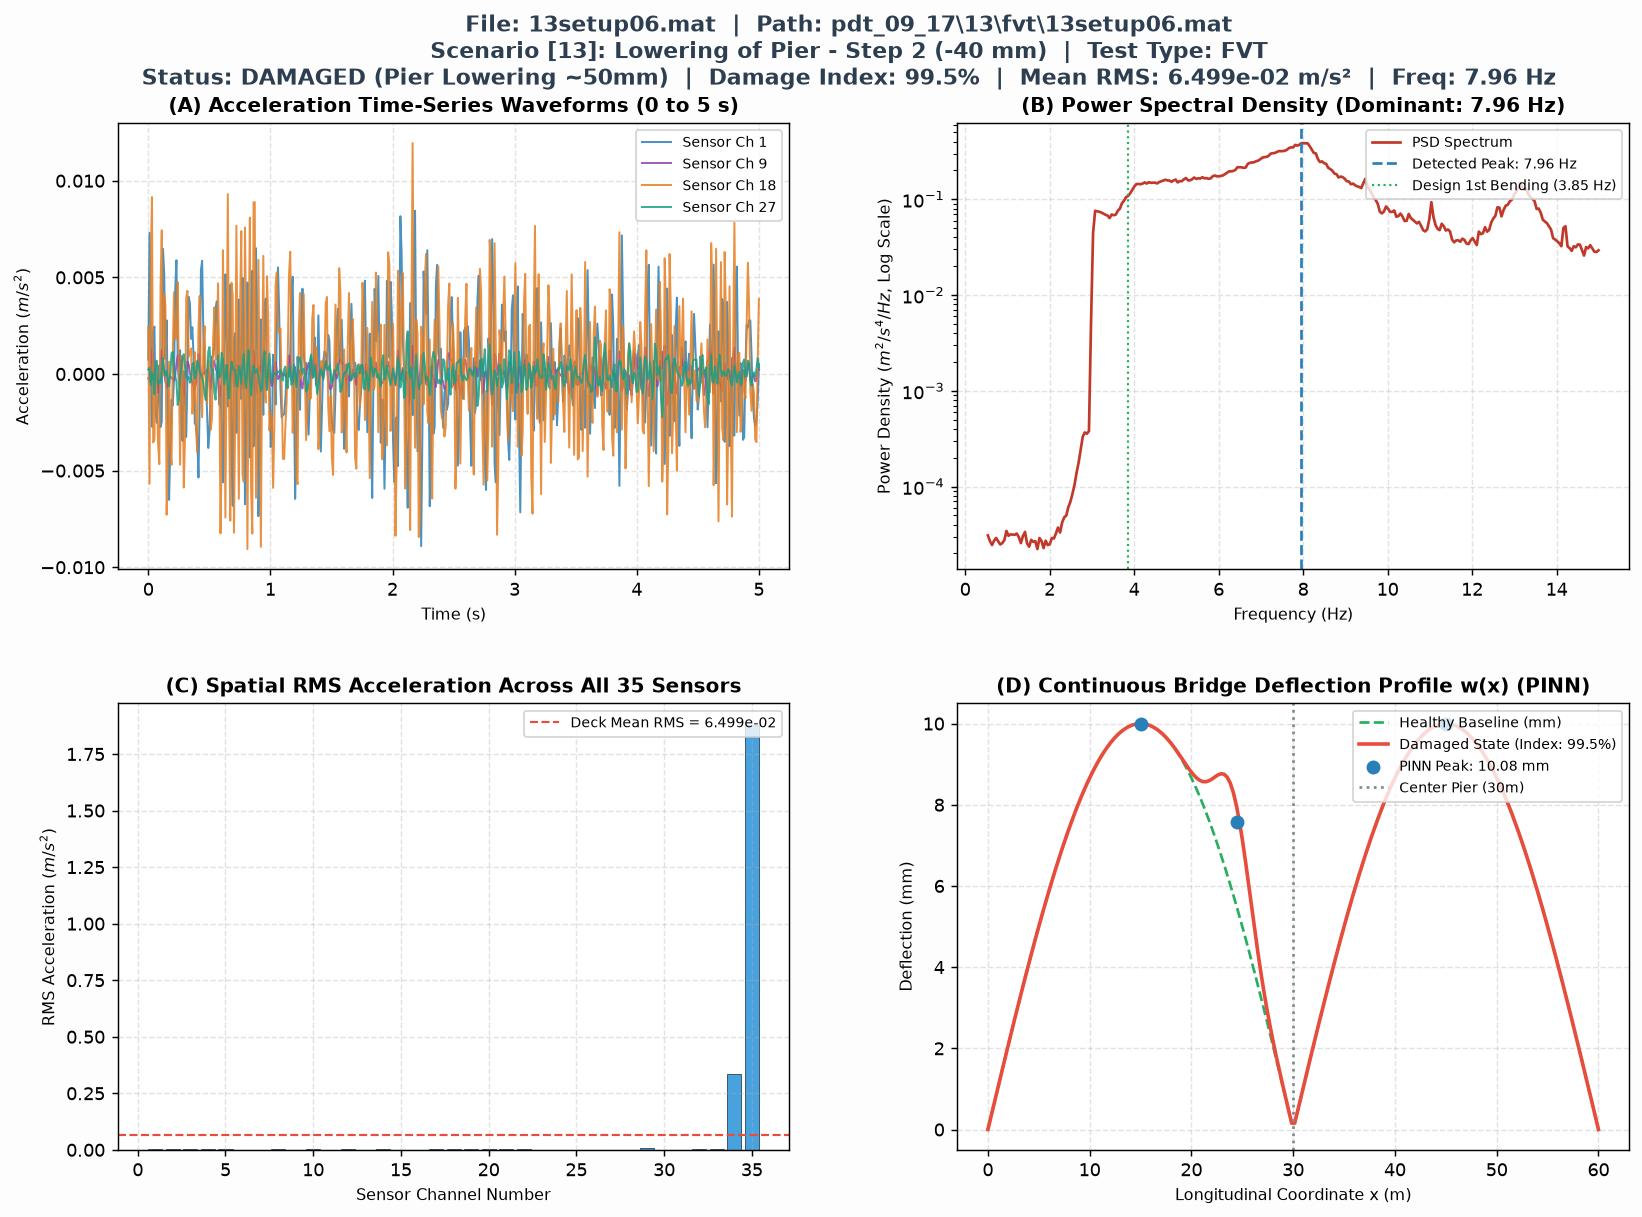 File: 13setup06.mat | Path: pdt_09_17\13\fvt\13setup06.mat
Scenario [13]: Lowering of Pier - Step 2 (-40 mm) | Test Type: FVT
Status: DAMAGED (Pier Lowering ~50mm) | Damage Index: 99.5% | Mean RMS: 6.499e-02 m/s² | Freq: 7.96 Hz
(A) Acceleration Time-Series Waveforms (0 to 5 s)
Sensor Ch 1
Sensor Ch 9
Sensor Ch 18
Sensor Ch 27
0.010
0.005
0.000
−0.005
−0.010
Acceleration (m/s²)
0 1 2 3 4 5
Time (s)
(B) Power Spectral Density (Dominant: 7.96 Hz)
PSD Spectrum
Detected Peak: 7.96 Hz
Design 1st Bending (3.85 Hz)
10⁻¹
10⁻²
10⁻³
10⁻⁴
Power Density (m²/s⁴/Hz, Log Scale)
0 2 4 6 8 10 12 14
Frequency (Hz)
(C) Spatial RMS Acceleration Across All 35 Sensors
Deck Mean RMS = 6.499e-02
1.75
1.50
1.25
1.00
0.75
0.50
0.25
0.00
RMS Acceleration (m/s²)
0 5 10 15 20 25 30 35
Sensor Channel Number
(D) Continuous Bridge Deflection Profile w(x) (PINN)
Healthy Baseline (mm)
Damaged State (Index: 99.5%)
PINN Peak: 10.08 mm
Center Pier (30m)
10
8
6
4
2
0
Deflection (mm)
0 10 20 30 40 50 60
Longitudinal Coordinate x (m)